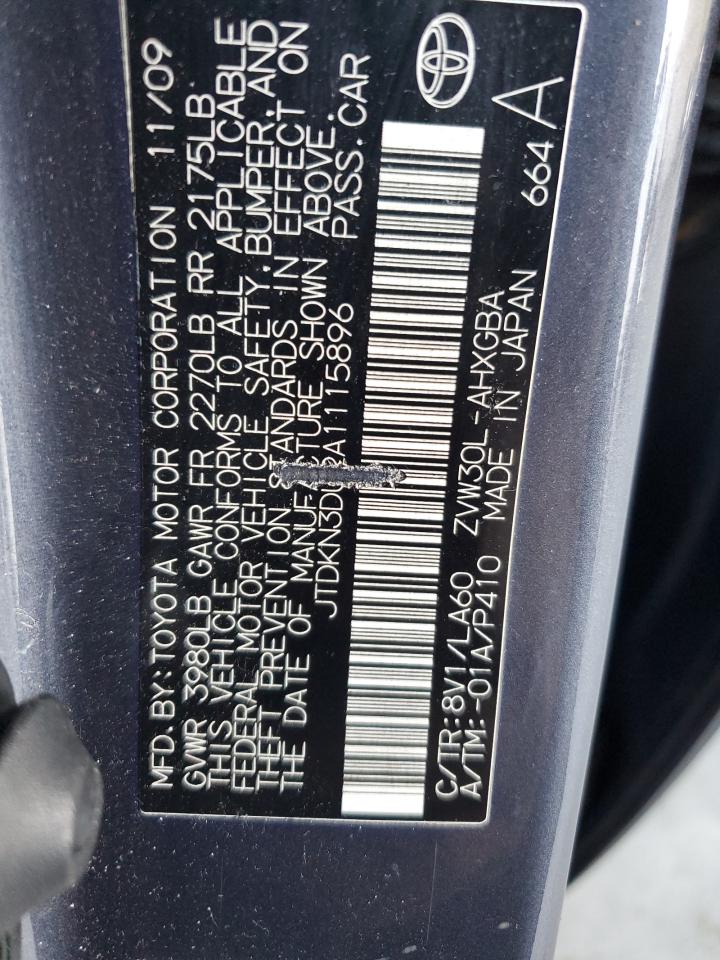 MFD. BY: TOYOTA MOTOR CORPORATION 11/09
GVWR 3980LB GAWR FR 2270LB RR 2175LB
THIS VEHICLE CONFORMS TO ALL APPLICABLE
FEDERAL MOTOR VEHICLE SAFETY, BUMPER, AND
THEFT PREVENTION STANDARDS IN EFFECT ON
THE DATE OF MANUFACTURE SHOWN ABOVE.
JTDKN3D A1115896 PASS. CAR
C/TR: 8V1/LA60 ZVW30L-AHXGBA
A/TM: -01A/P410 MADE IN JAPAN 664 A